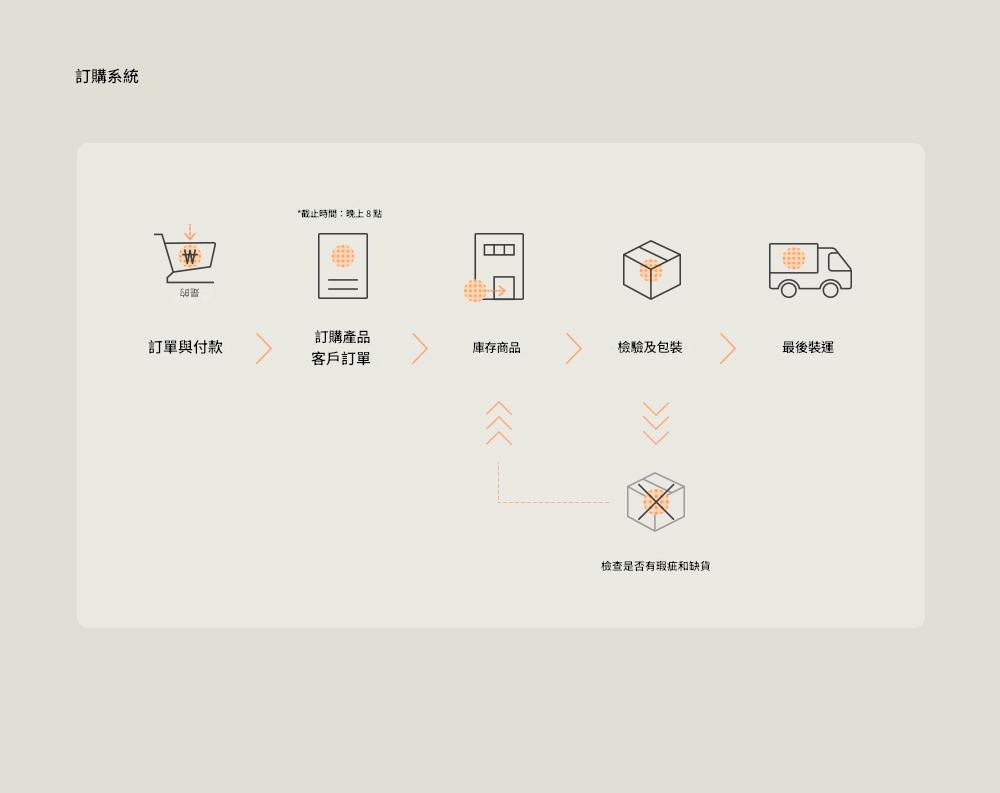 訂購系統
*截止時間：晚上 8 點
₩
是的
訂單與付款
訂購產品
客戶訂單
庫存商品
檢驗及包裝
最後裝運
檢查是否有瑕疵和缺貨